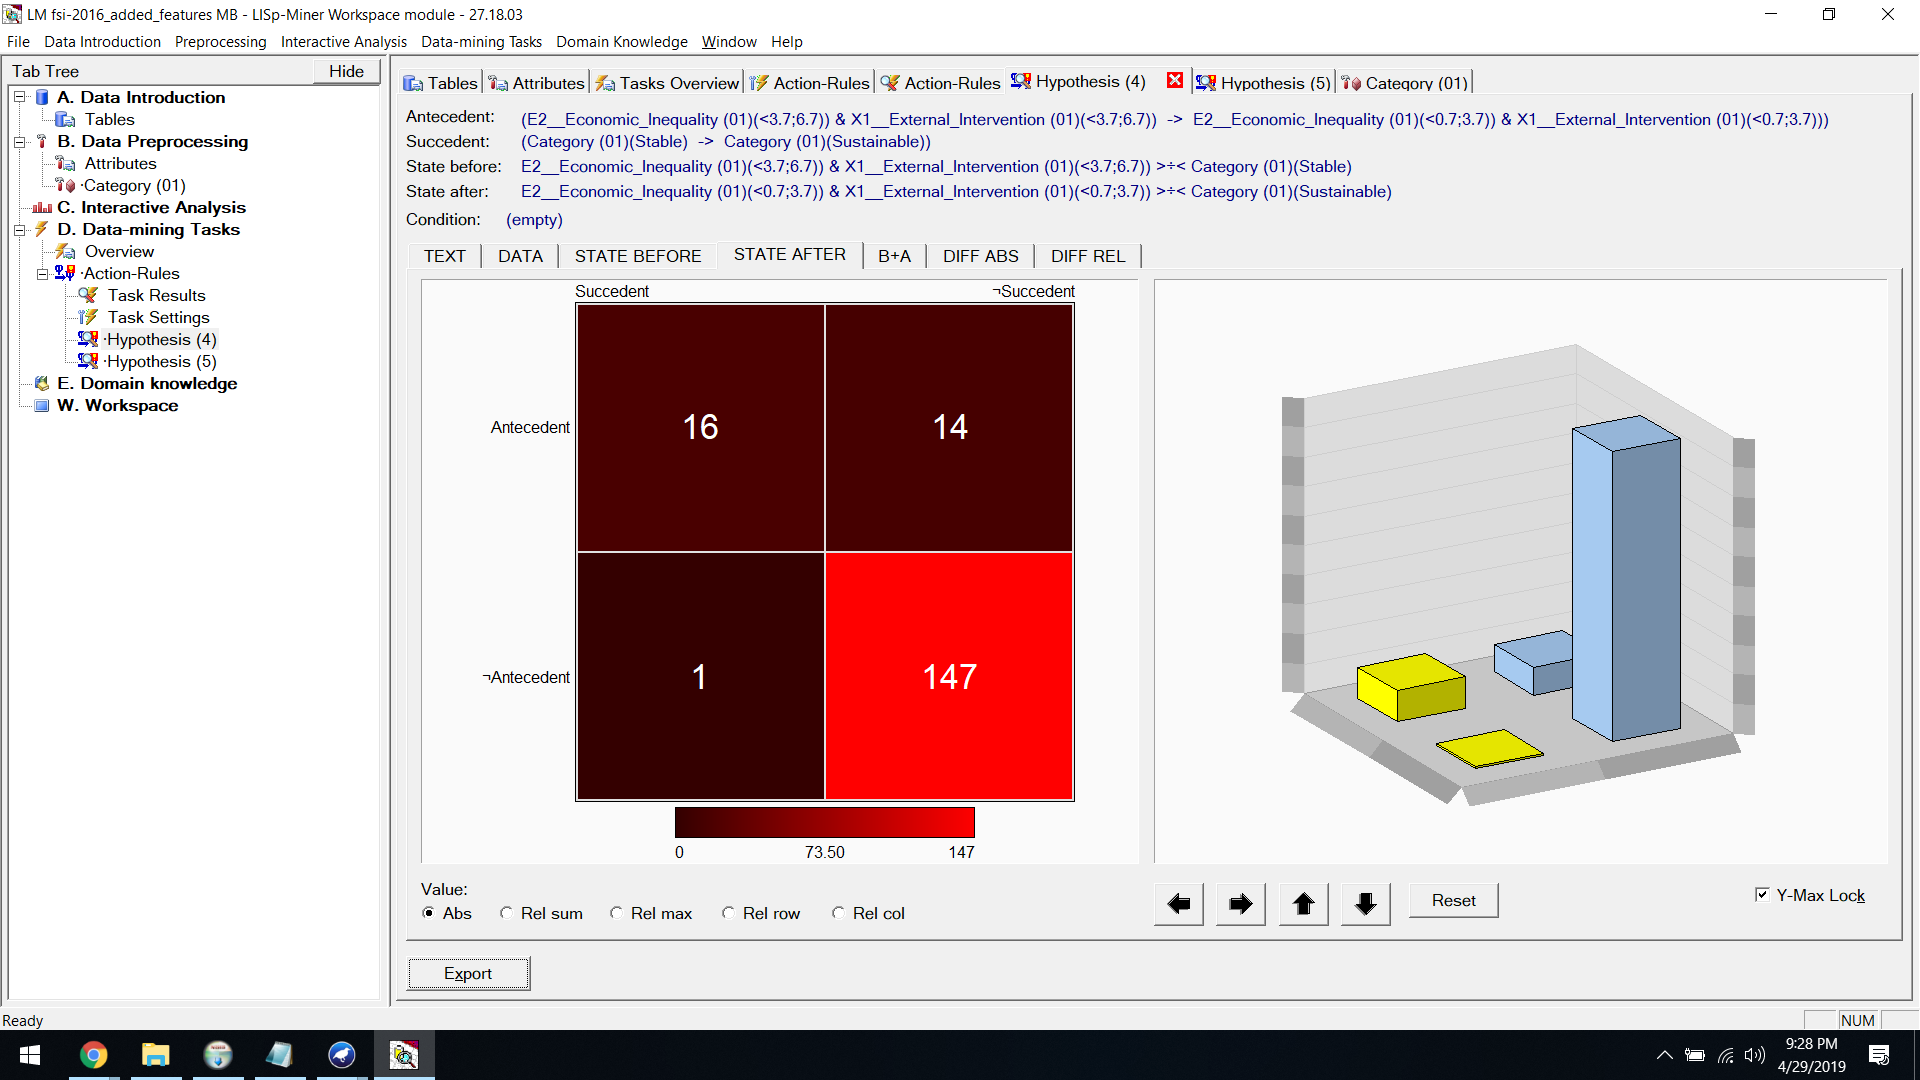 LM fsi-2016_added_features MB - LISp-Miner Workspace module - 27.18.03
File Data Introduction Preprocessing Interactive Analysis Data-mining Tasks Domain Knowledge Window Help
Tab Tree Hide
A. Data Introduction
Tables
B. Data Preprocessing
Attributes
·Category (01)
C. Interactive Analysis
D. Data-mining Tasks
Overview
·Action-Rules
Task Results
Task Settings
·Hypothesis (4)
·Hypothesis (5)
E. Domain knowledge
W. Workspace
Tables Attributes Tasks Overview Action-Rules Action-Rules Hypothesis (4) Hypothesis (5) Category (01)
Antecedent: (E2__Economic_Inequality (01)(<3.7;6.7)) & X1__External_Intervention (01)(<3.7;6.7)) -> E2__Economic_Inequality (01)(<0.7;3.7)) & X1__External_Intervention (01)(<0.7;3.7)))
Succedent: (Category (01)(Stable) -> Category (01)(Sustainable))
State before: E2__Economic_Inequality (01)(<3.7;6.7)) & X1__External_Intervention (01)(<3.7;6.7)) >÷< Category (01)(Stable)
State after: E2__Economic_Inequality (01)(<0.7;3.7)) & X1__External_Intervention (01)(<0.7;3.7)) >÷< Category (01)(Sustainable)
Condition: (empty)
TEXT DATA STATE BEFORE STATE AFTER B+A DIFF ABS DIFF REL
Succedent ¬Succedent
Antecedent 16 14
¬Antecedent 1 147
0 73.50 147
Value:
Abs Rel sum Rel max Rel row Rel col
Reset
Y-Max Lock
Export
Ready
NUM
9:28 PM
4/29/2019